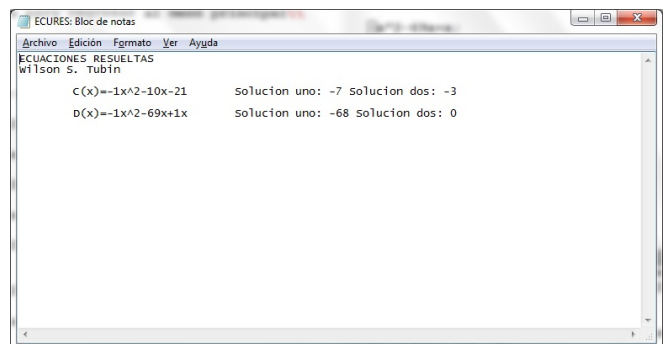 ECURES: Bloc de notas
Archivo Edición Formato Ver Ayuda
ECUACIONES RESUELTAS
Wilson S. Tubin
C(x)=-1x^2-10x-21 Solucion uno: -7 Solucion dos: -3
D(x)=-1x^2-69x+1x Solucion uno: -68 Solucion dos: 0